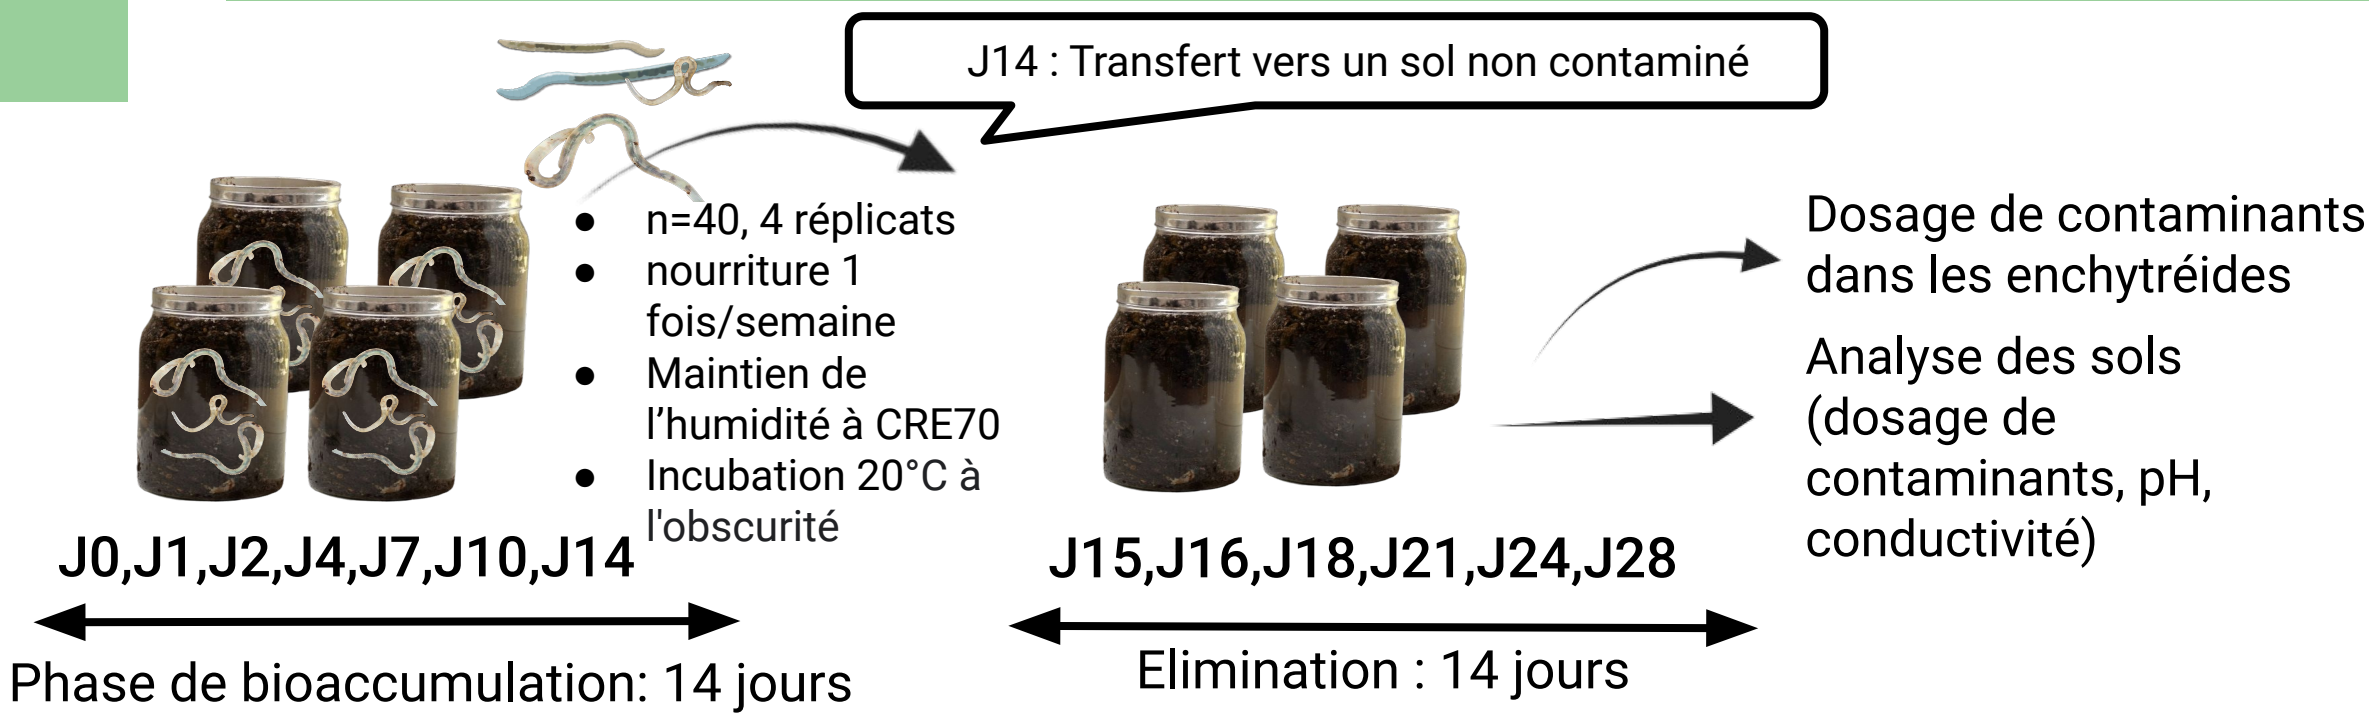 J14 : Transfert vers un sol non contaminé
● n=40, 4 réplicats
● nourriture 1
fois/semaine
● Maintien de
l’humidité à CRE70
● Incubation 20°C à
l'obscurité
J0,J1,J2,J4,J7,J10,J14
Phase de bioaccumulation: 14 jours
J15,J16,J18,J21,J24,J28
Elimination : 14 jours
Dosage de contaminants
dans les enchytréides
Analyse des sols
(dosage de
contaminants, pH,
conductivité)